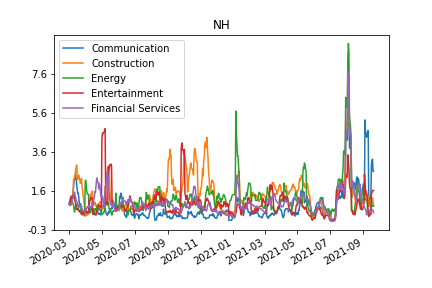 NH
Communication
Construction
Energy
Entertainment
Financial Services
7.6
5.6
3.6
1.6
-0.3
2020-03
2020-05
2020-07
2020-09
2020-11
2021-01
2021-03
2021-05
2021-07
2021-09